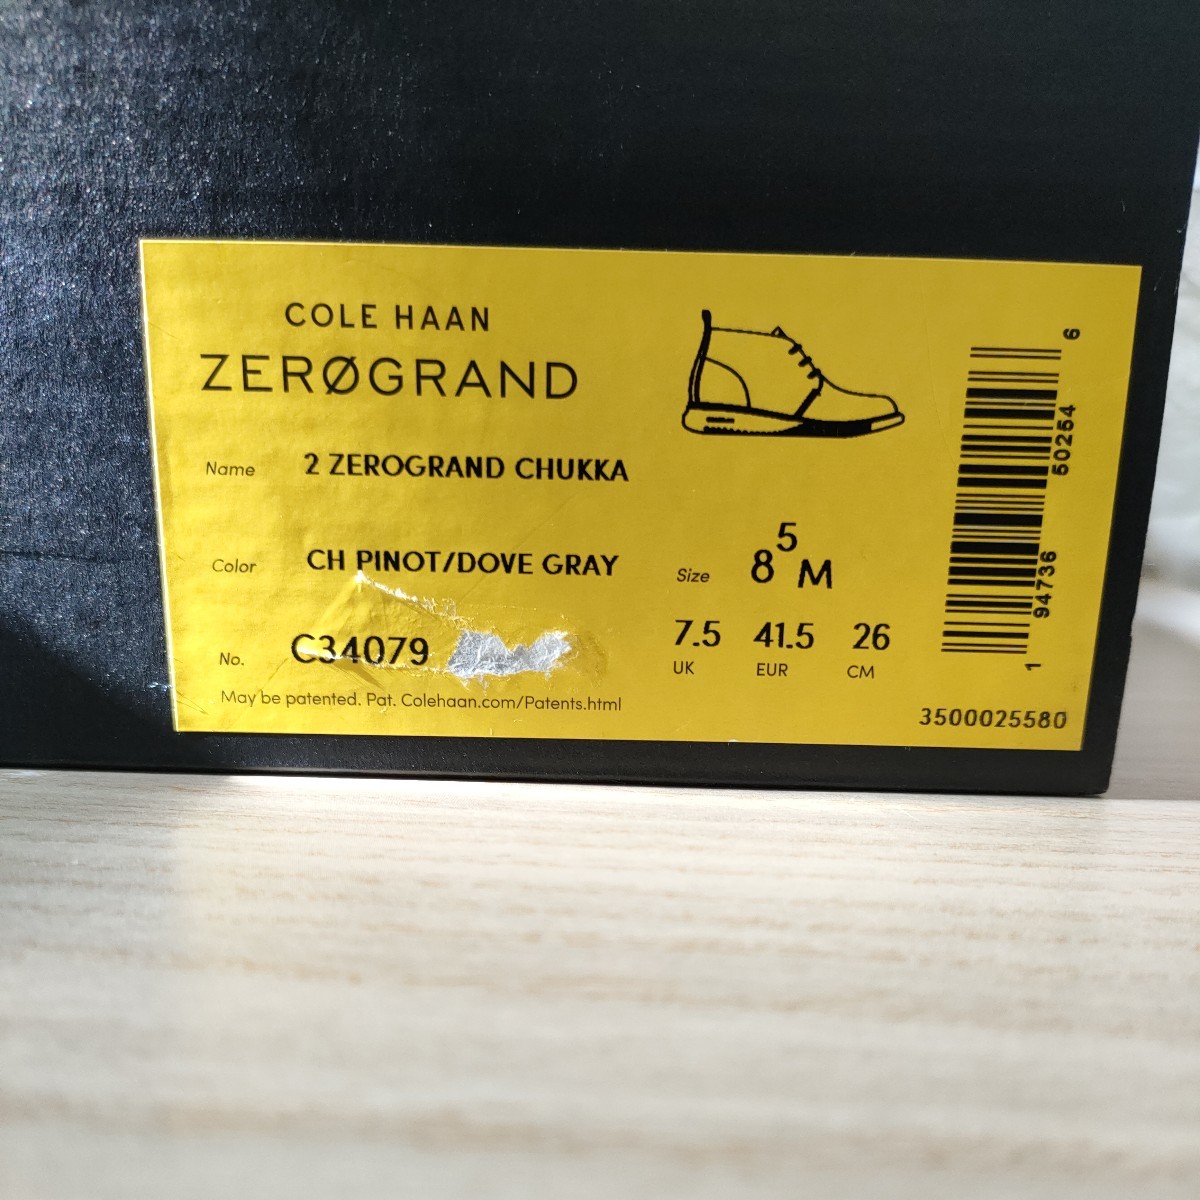 COLE HAAN
ZERØGRAND
Name 2 ZEROGRAND CHUKKA
Color CH PINOT/DOVE GRAY
No. C34079
May be patented. Pat. Colehaan.com/Patents.html
Size 8 5 M
7.5 41.5 26
UK EUR CM
1 94736 50254 6
3500025580